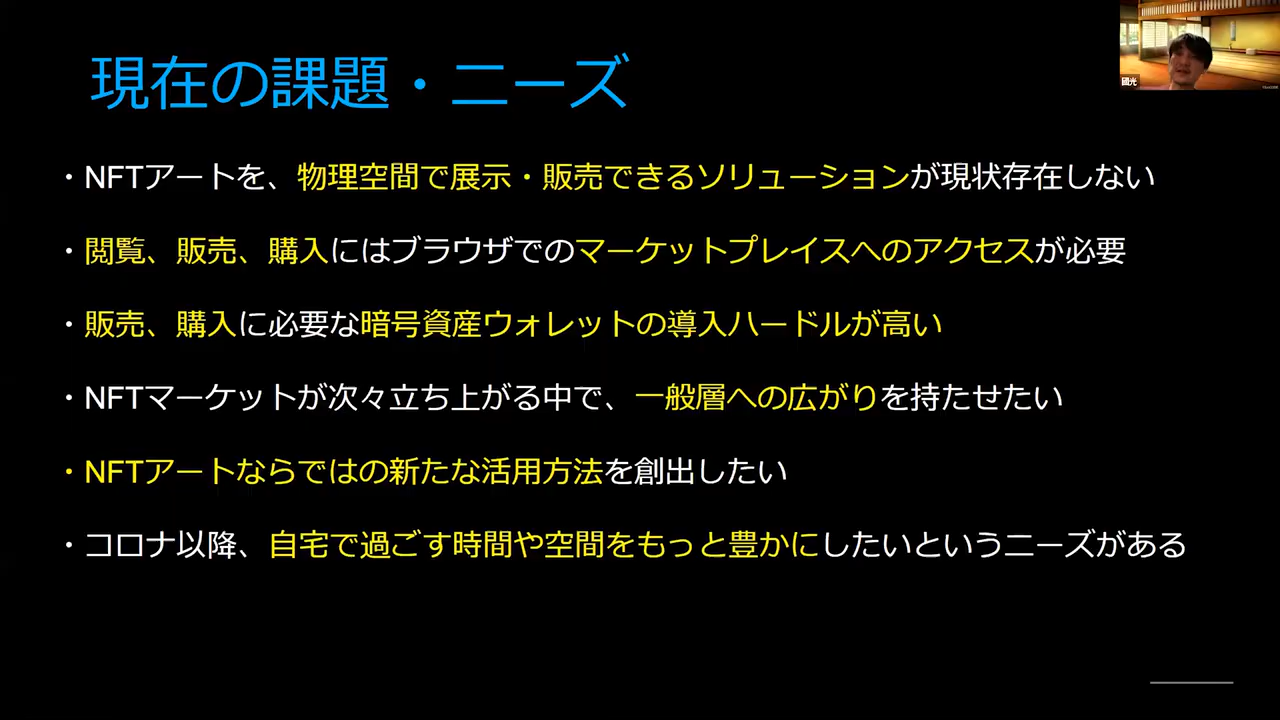 現在の課題・ニーズ
國光
・NFTアートを、物理空間で展示・販売できるソリューションが現状存在しない
・閲覧、販売、購入にはブラウザでのマーケットプレイスへのアクセスが必要
・販売、購入に必要な暗号資産ウォレットの導入ハードルが高い
・NFTマーケットが次々立ち上がる中で、一般層への広がりを持たせたい
・NFTアートならではの新たな活用方法を創出したい
・コロナ以降、自宅で過ごす時間や空間をもっと豊かにしたいというニーズがある